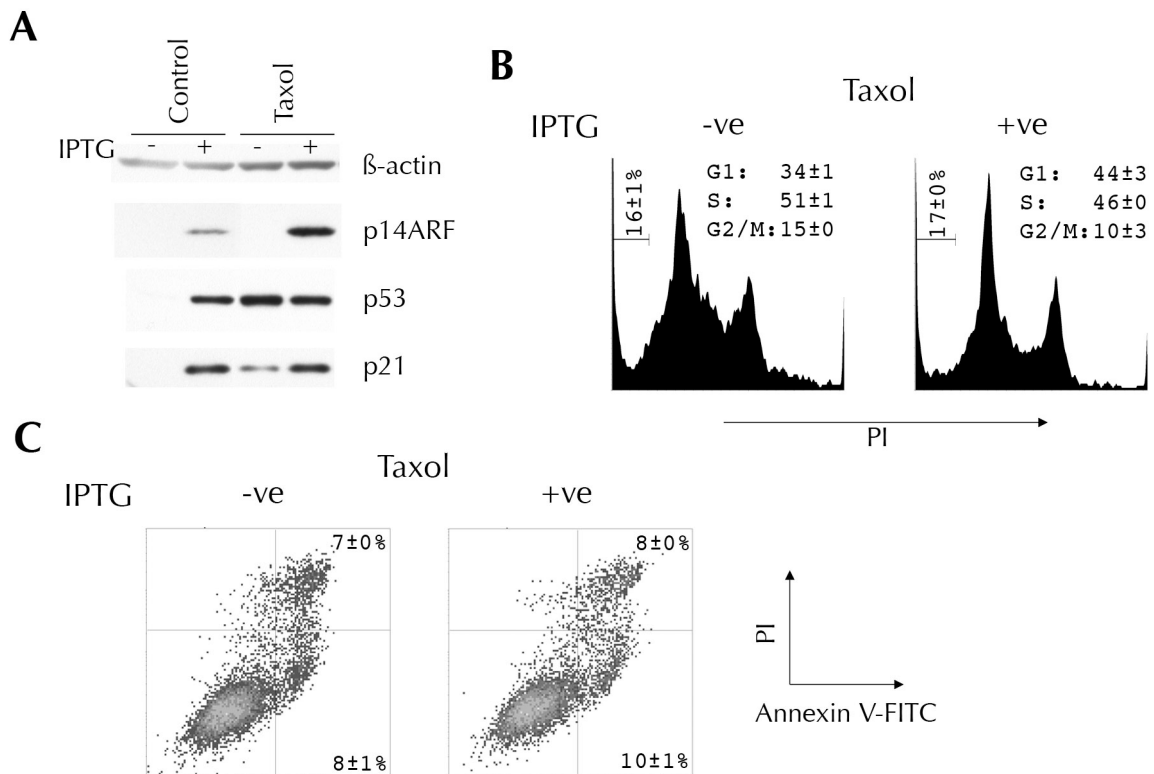 A
Control
Taxol
IPTG - + - +
ß-actin
p14ARF
p53
p21
B
Taxol
IPTG -ve +ve
16±1%
G1: 34±1
S: 51±1
G2/M:15±0
17±0%
G1: 44±3
S: 46±0
G2/M:10±3
PI
C
Taxol
IPTG -ve +ve
7±0%
8±1%
8±0%
10±1%
PI
Annexin V-FITC